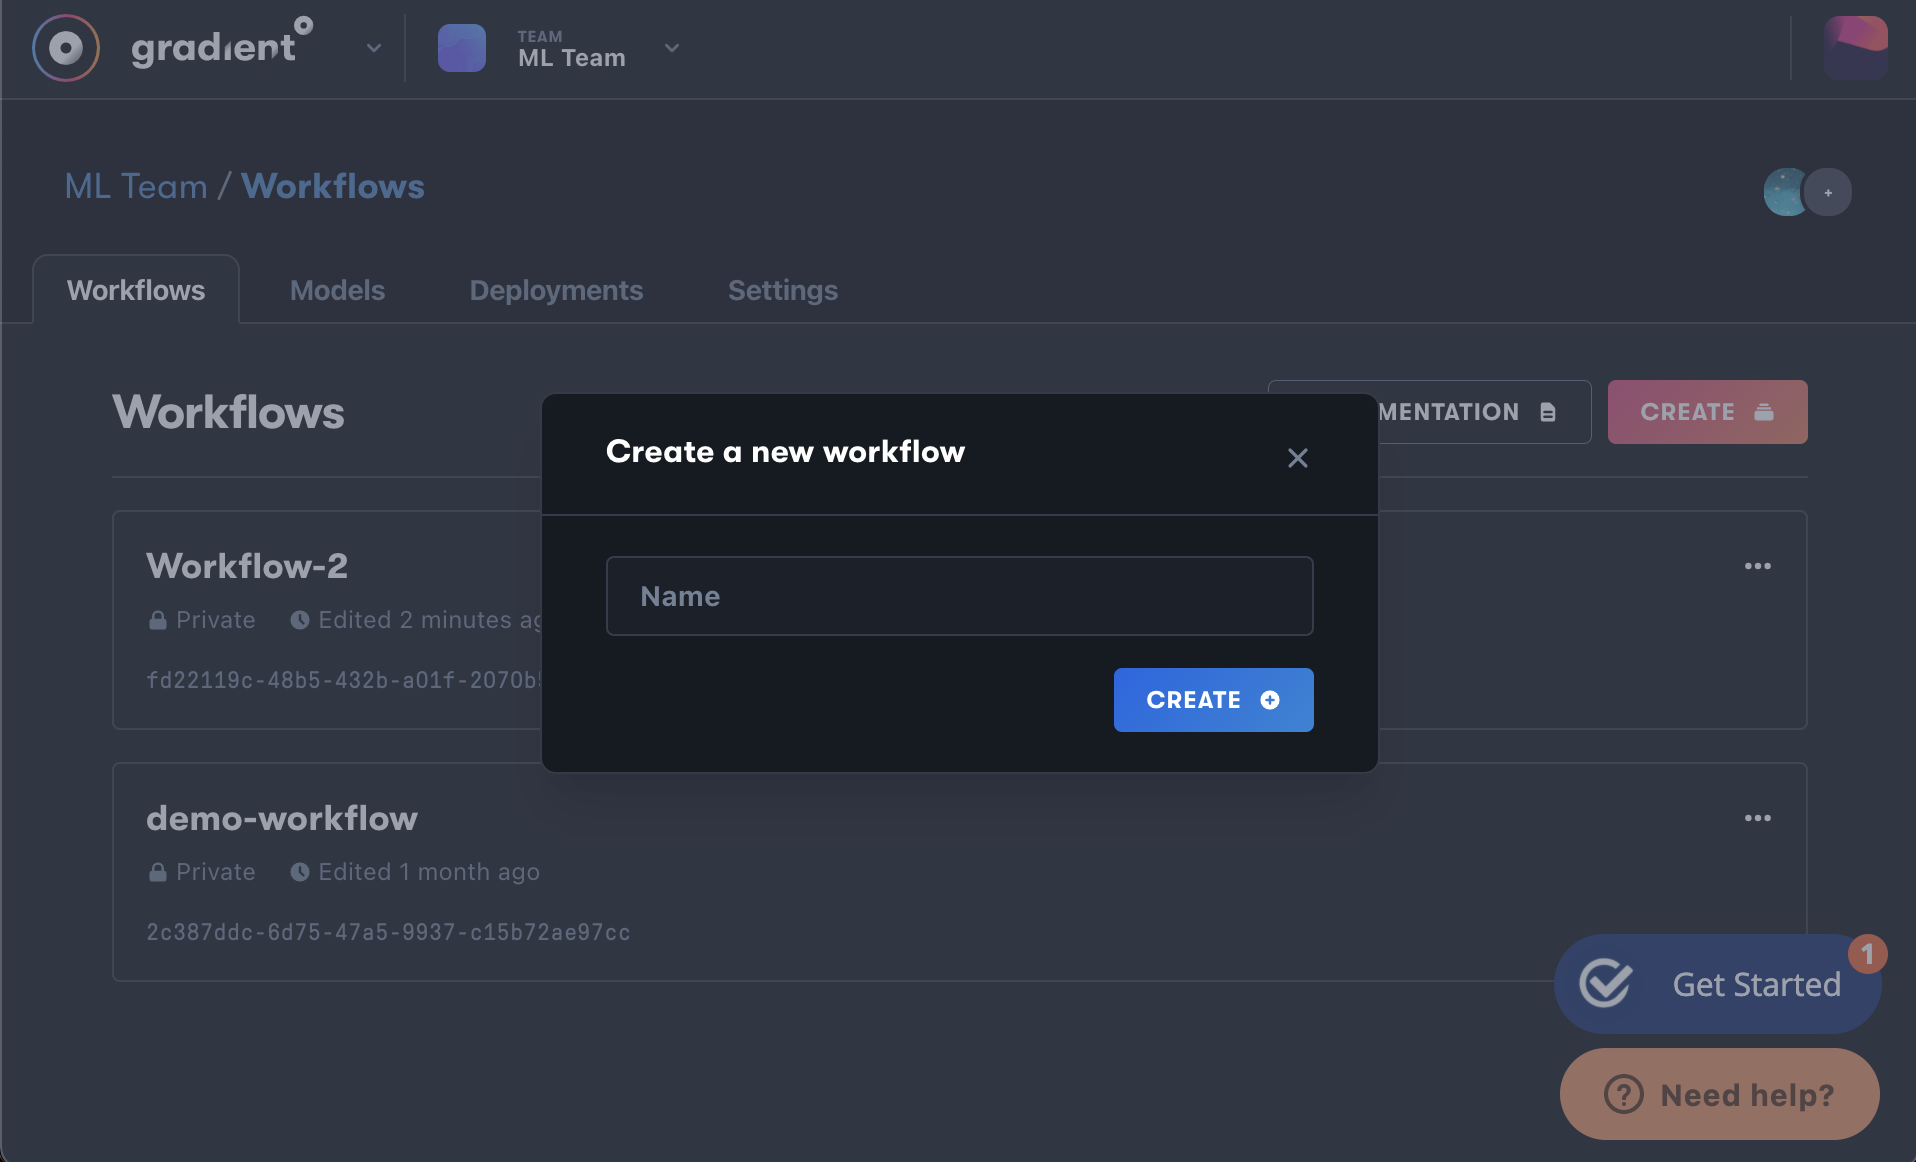 gradient
TEAM
ML Team
ML Team / Workflows
+
Workflows
Models
Deployments
Settings
Workflows
MENTATION
CREATE
Create a new workflow
Name
CREATE
Workflow-2
Private
Edited 2 minutes ag
fd22119c-48b5-432b-a01f-2070b
demo-workflow
Private
Edited 1 month ago
2c387ddc-6d75-47a5-9937-c15b72ae97cc
1
Get Started
? Need help?